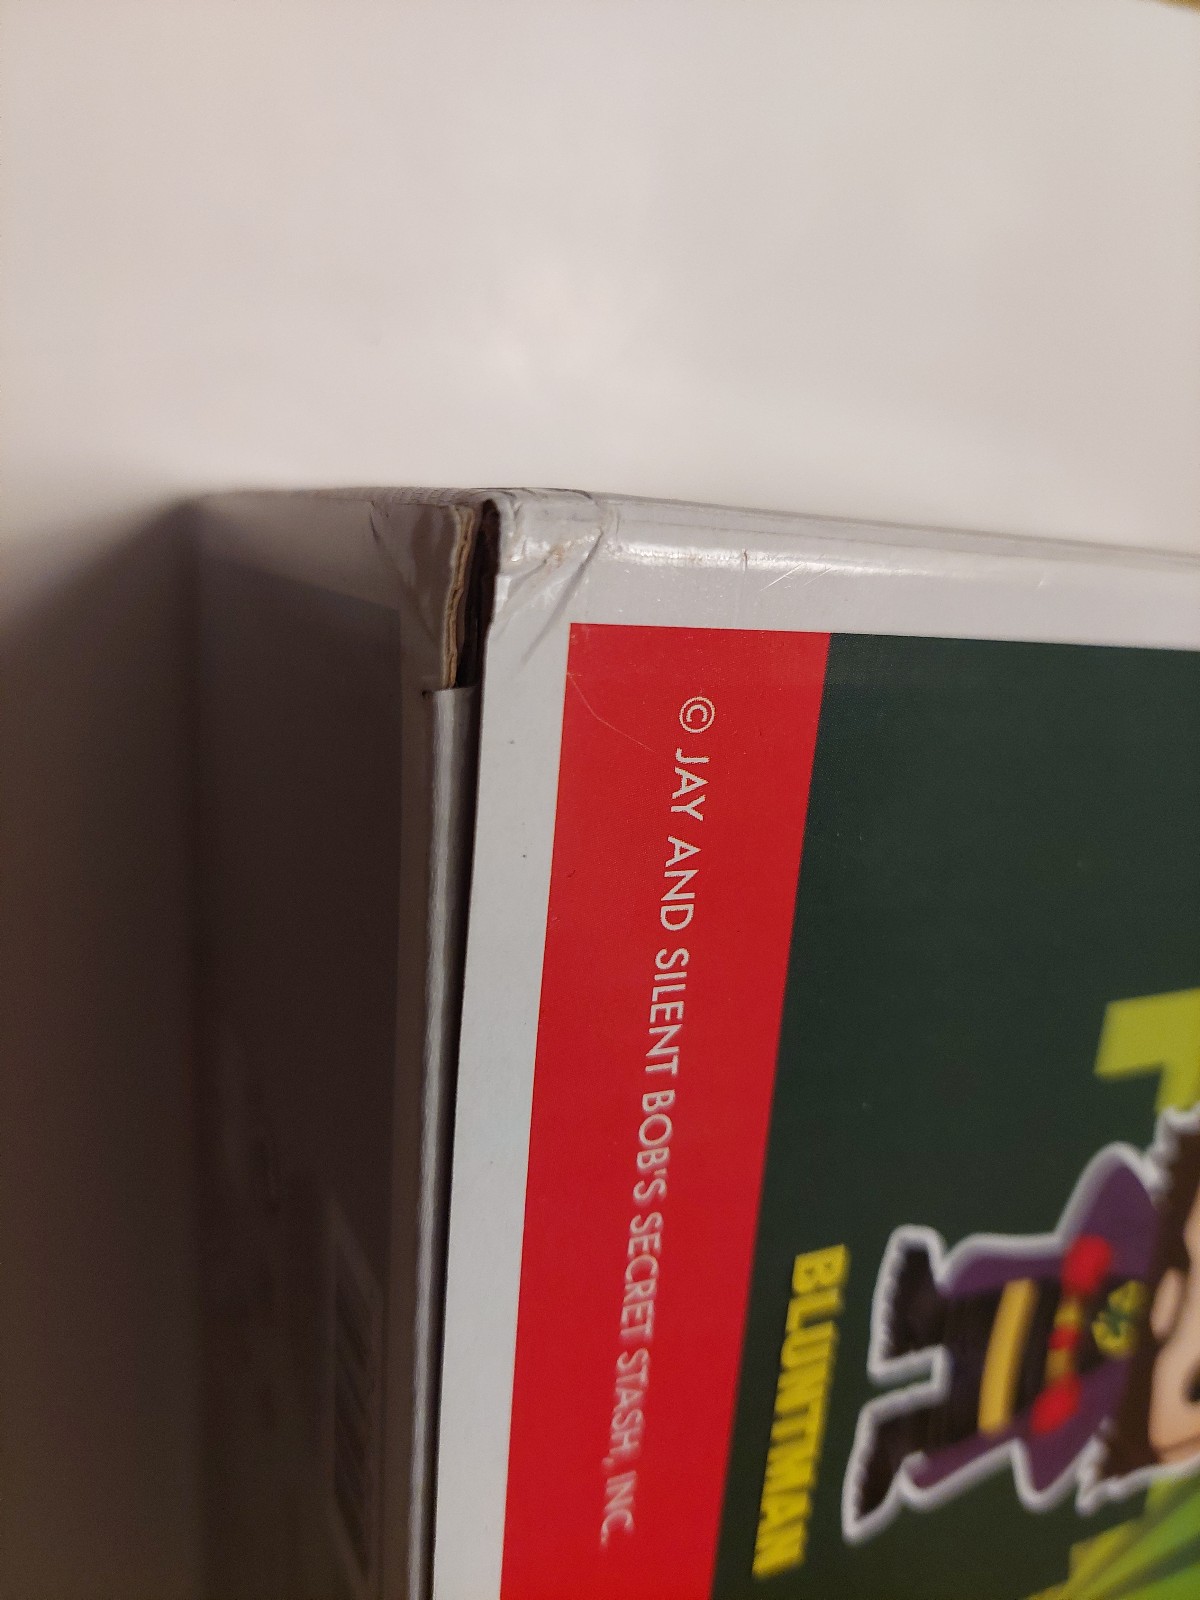 © JAY AND SILENT BOB'S SECRET STASH, INC.
BLUNTMAN